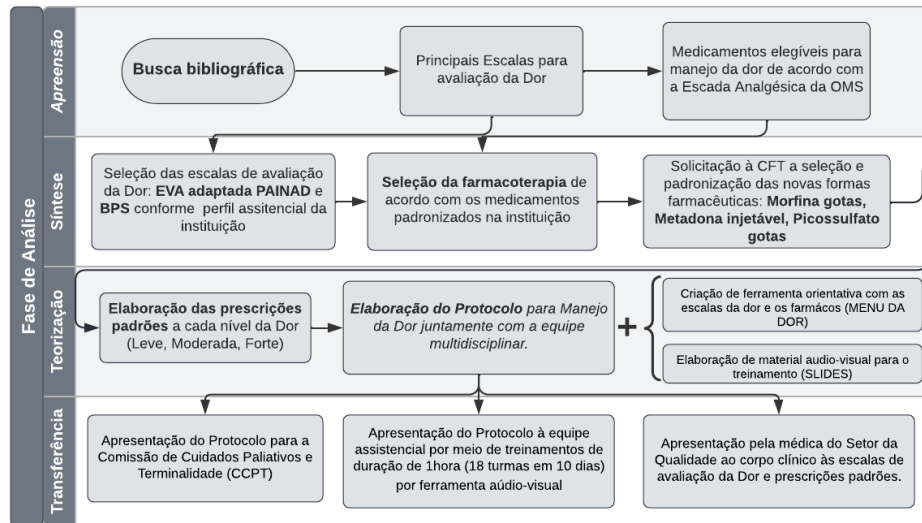 Fase de Análise
Apreensão
Busca bibliográfica
Principais Escalas para
avaliação da Dor
Medicamentos elegíveis para
manejo da dor de acordo com
a Escada Analgésica da OMS
Síntese
Seleção das escalas de avaliação
da Dor: EVA adaptada PAINAD e
BPS conforme perfil assitencial da
instituição
Seleção da farmacoterapia de
acordo com os medicamentos
padronizados na instituição
Solicitação à CFT a seleção e
padronização das novas formas
farmacêuticas: Morfina gotas,
Metadona injetável, Picossulfato
gotas
Teorização
Elaboração das prescrições
padrões a cada nível da Dor
(Leve, Moderada, Forte)
Elaboração do Protocolo para Manejo
da Dor juntamente com a equipe
multidisciplinar.
+
Criação de ferramenta orientativa com as
escalas da dor e os farmácos (MENU DA
DOR)
Elaboração de material audio-visual para o
treinamento (SLIDES)
Transferência
Apresentação do Protocolo para a
Comissão de Cuidados Paliativos e
Terminalidade (CCPT)
Apresentação do Protocolo à equipe
assistencial por meio de treinamentos de
duração de 1hora (18 turmas em 10 dias)
por ferramenta aúdio-visual
Apresentação pela médica do Setor da
Qualidade ao corpo clínico às escalas de
avaliação da Dor e prescrições padrões.